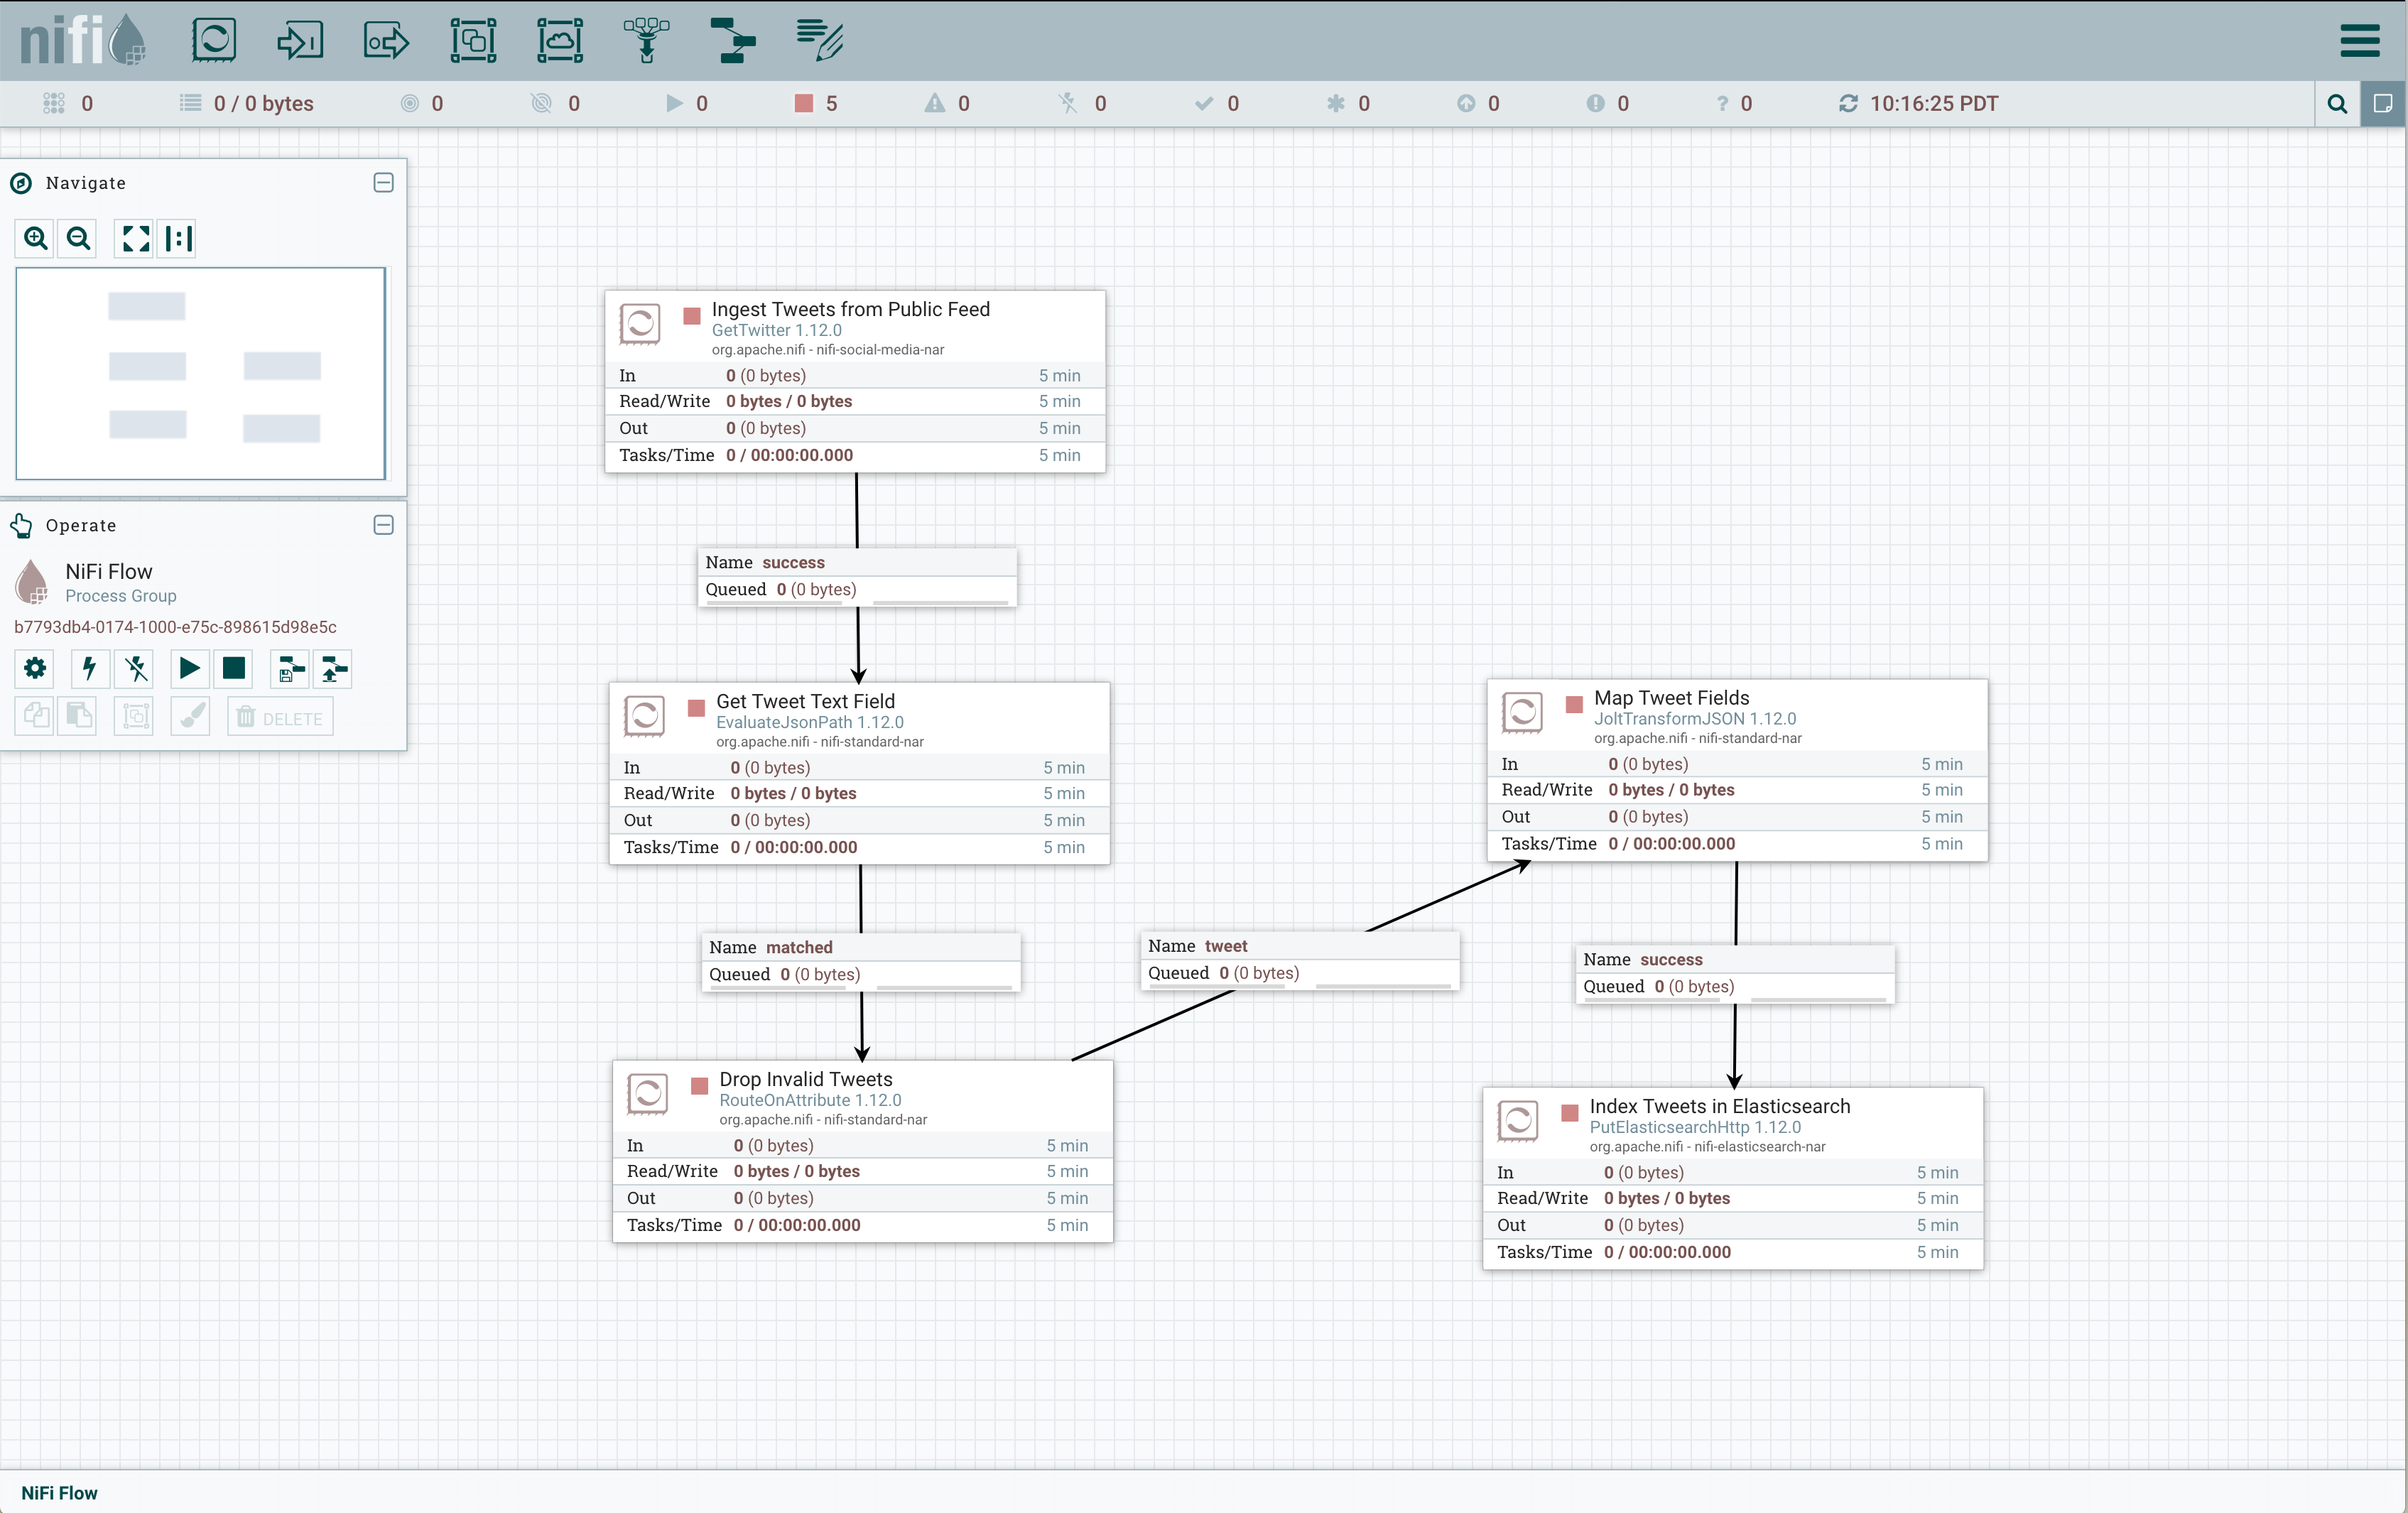 nifi
0
0 / 0 bytes
0
0
0
5
0
0
0
0
0
0
? 0
10:16:25 PDT
Navigate
Operate
NiFi Flow
Process Group
b7793db4-0174-1000-e75c-898615d98e5c
DELETE
Ingest Tweets from Public Feed
GetTwitter 1.12.0
org.apache.nifi - nifi-social-media-nar
In 0 (0 bytes) 5 min
Read/Write 0 bytes / 0 bytes 5 min
Out 0 (0 bytes) 5 min
Tasks/Time 0 / 00:00:00.000 5 min
Name success
Queued 0 (0 bytes)
Get Tweet Text Field
EvaluateJsonPath 1.12.0
org.apache.nifi - nifi-standard-nar
In 0 (0 bytes) 5 min
Read/Write 0 bytes / 0 bytes 5 min
Out 0 (0 bytes) 5 min
Tasks/Time 0 / 00:00:00.000 5 min
Name matched
Queued 0 (0 bytes)
Drop Invalid Tweets
RouteOnAttribute 1.12.0
org.apache.nifi - nifi-standard-nar
In 0 (0 bytes) 5 min
Read/Write 0 bytes / 0 bytes 5 min
Out 0 (0 bytes) 5 min
Tasks/Time 0 / 00:00:00.000 5 min
Name tweet
Queued 0 (0 bytes)
Map Tweet Fields
JoltTransformJSON 1.12.0
org.apache.nifi - nifi-standard-nar
In 0 (0 bytes) 5 min
Read/Write 0 bytes / 0 bytes 5 min
Out 0 (0 bytes) 5 min
Tasks/Time 0 / 00:00:00.000 5 min
Name success
Queued 0 (0 bytes)
Index Tweets in Elasticsearch
PutElasticsearchHttp 1.12.0
org.apache.nifi - nifi-elasticsearch-nar
In 0 (0 bytes) 5 min
Read/Write 0 bytes / 0 bytes 5 min
Out 0 (0 bytes) 5 min
Tasks/Time 0 / 00:00:00.000 5 min
NiFi Flow